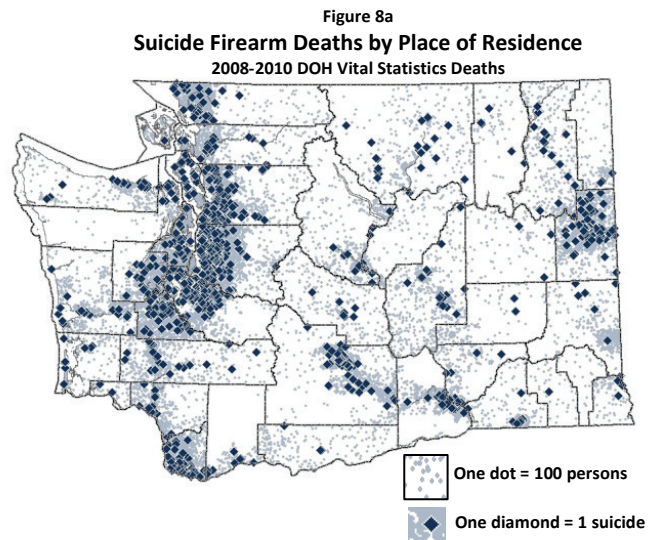 Figure 8a
Suicide Firearm Deaths by Place of Residence
2008-2010 DOH Vital Statistics Deaths
One dot = 100 persons
One diamond = 1 suicide